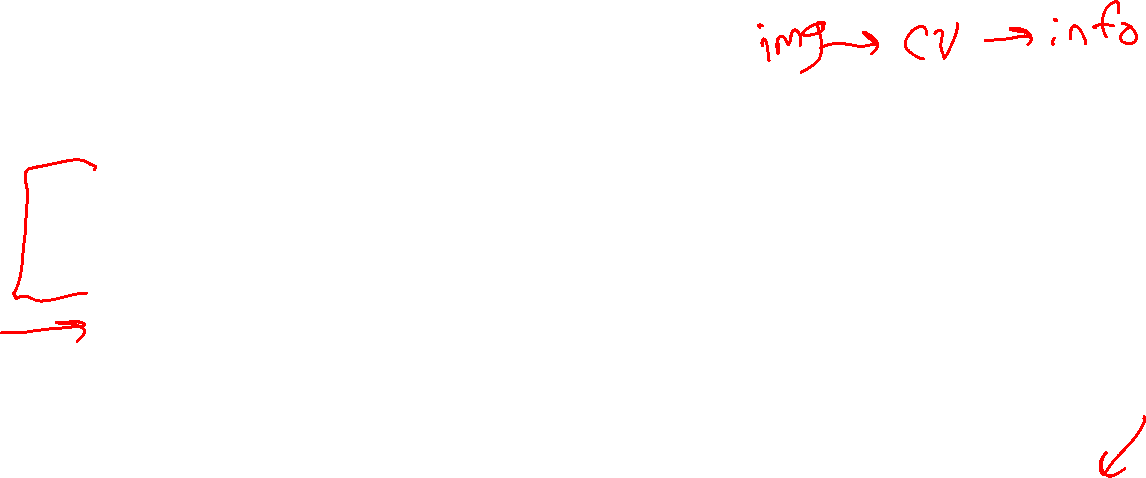 img → CV → info